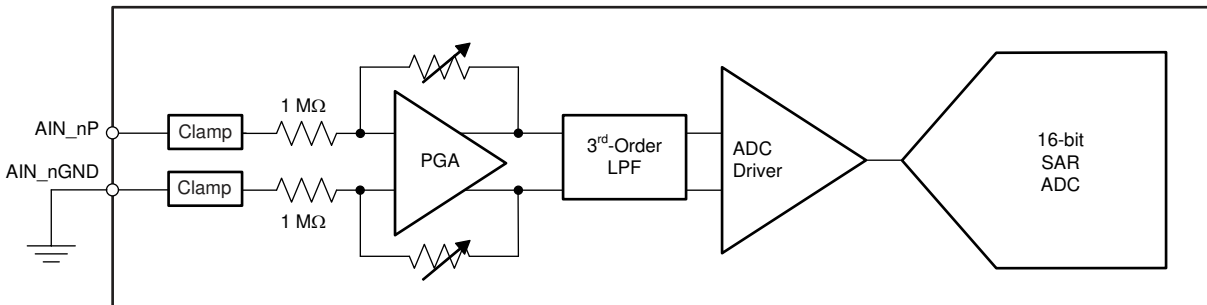 AIN_nP
Clamp
1 MΩ
AIN_nGND
Clamp
1 MΩ
PGA
3rd-Order
LPF
ADC
Driver
16-bit
SAR
ADC